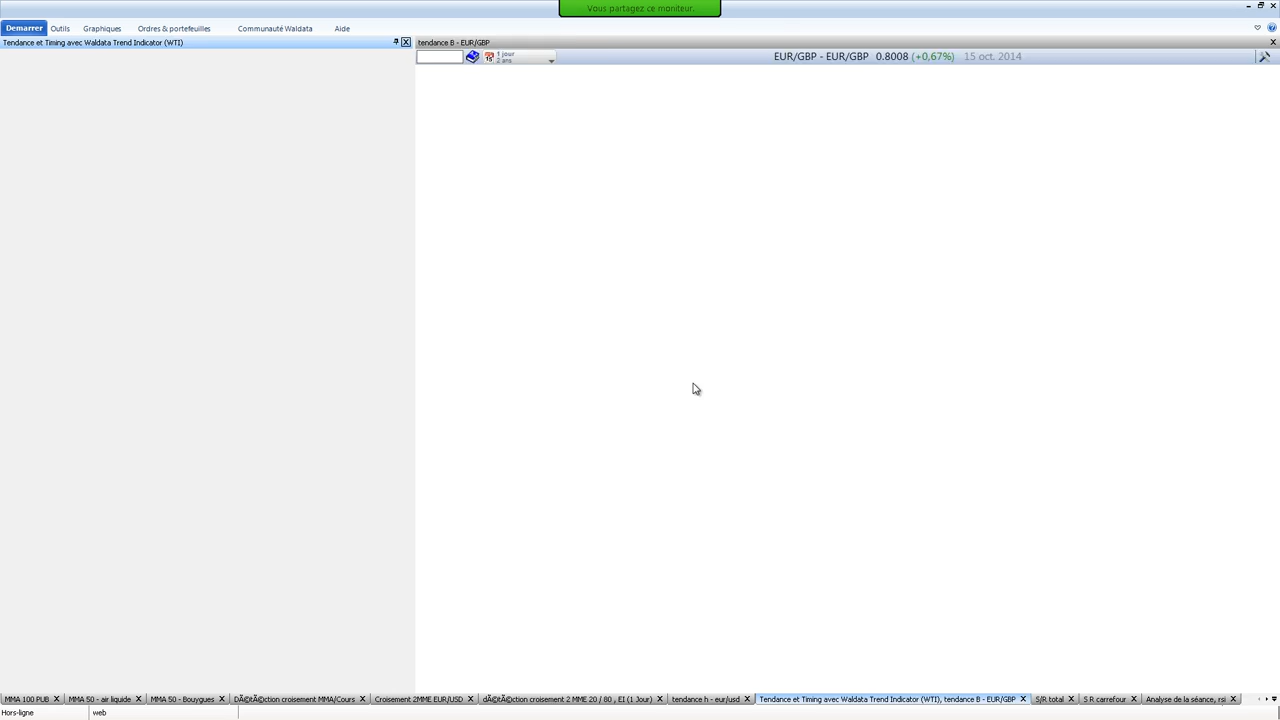 Vous partagez ce moniteur.
Demarrer Outils Graphiques Ordres & portefeuilles Communauté Waldata Aide
Tendance et Timing avec Waldata Trend Indicator (WTI)
tendance B - EUR/GBP
1 jour
2 ans
EUR/GBP - EUR/GBP 0.8008 (+0,67%) 15 oct. 2014
MMA 100 PUB X MMA 50 - air liquide X MMA 50 - Bouygues X DÃ©tÃ©ction croisement MMA/Cours X Croisement 2MME EUR/USD X dÃ©tÃ©ction croisement 2 MME 20 / 80 , EI (1 Jour) X tendance h - eur/usd X Tendance et Timing avec Waldata Trend Indicator (WTI), tendance B - EUR/GBP X S/R total X S R carrefour X Analyse de la séance, rsi X
Hors-ligne web